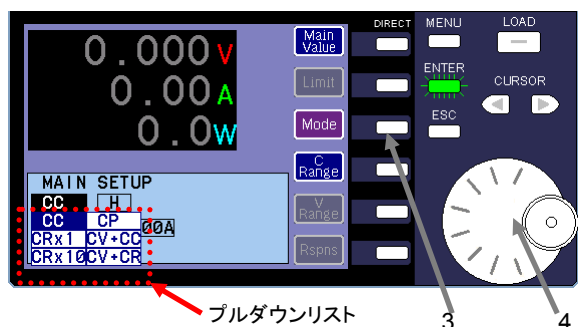 DIRECT
MENU
LOAD
0.000V
Main
Value
0.00A
Limit
ENTER
CURSOR
0.0W
Mode
ESC
C
Range
MAIN SETUP
CC H
CC CP
00A
V
Range
CRx1 CV+CC
CRx10 CV+CR
Rspns
プルダウンリスト
3
4